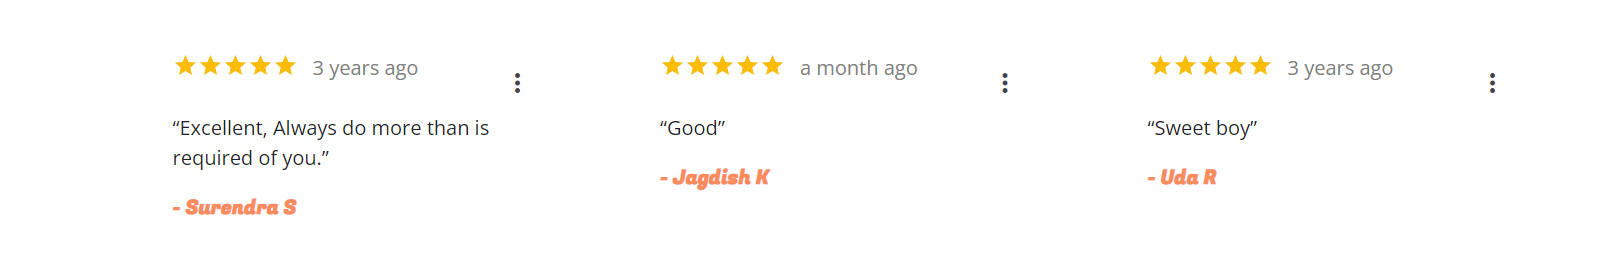 3 years ago
“Excellent, Always do more than is
required of you.”
- Surendra S
a month ago
“Good”
- Jagdish K
3 years ago
“Sweet boy”
- Uda R